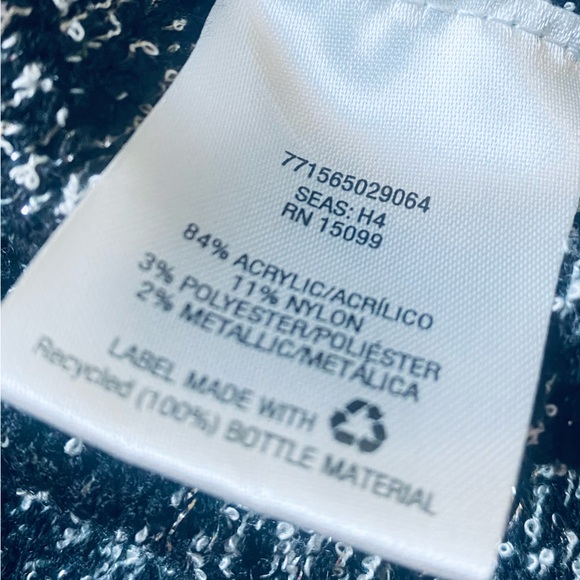 771565029064
SEAS: H4
RN 15099
84% ACRYLIC/ACRÍLICO
11% NYLON
3% POLYESTER/POLIÉSTER
2% METALLIC/METÁLICA
LABEL MADE WITH
Recycled (100%) BOTTLE MATERIAL